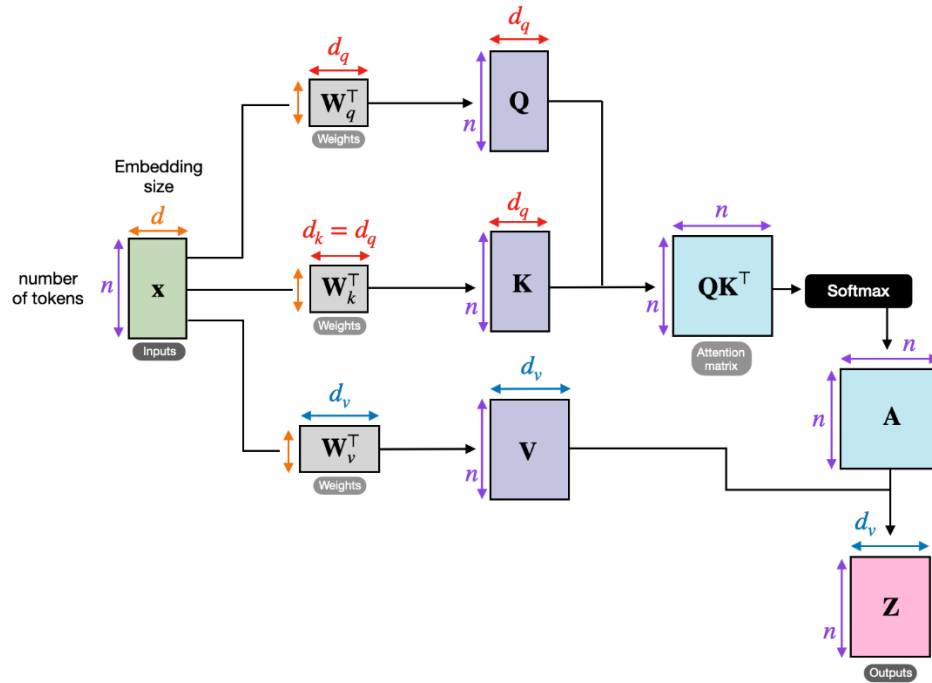 d_q
d_q
W_q^⊤
n
Q
Weights
Embedding
size
d
d_k = d_q
d_q
n
number
of tokens
n
x
W_k^⊤
n
K
n
QK^⊤
Softmax
Inputs
Weights
Attention
matrix
n
d_v
d_v
n
A
W_v^⊤
n
V
Weights
d_v
n
Z
Outputs